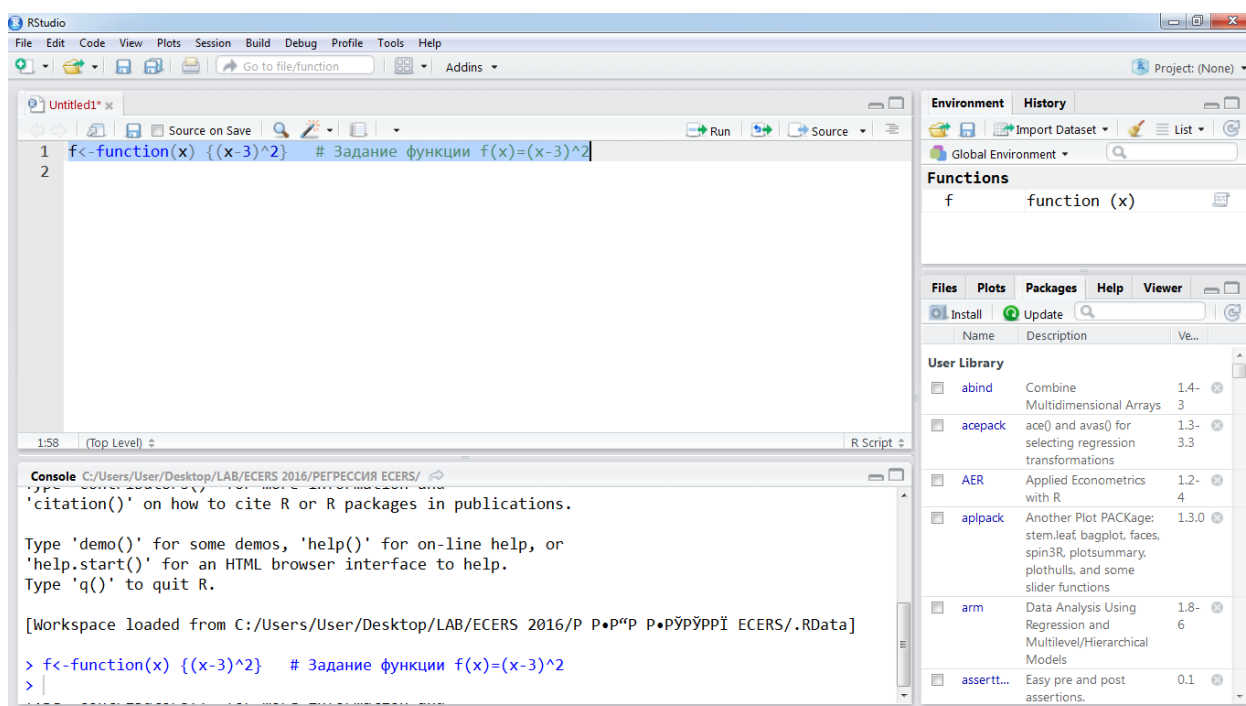 RStudio
File Edit Code View Plots Session Build Debug Profile Tools Help
Go to file/function Addins Project: (None)
Untitled1* ×
Source on Save Run Source
1 f<-function(x) {(x-3)^2}   # Задание функции f(x)=(x-3)^2
2
1:58 (Top Level) R Script
Console C:/Users/User/Desktop/LAB/ECERS 2016/РЕГРЕССИЯ ECERS/
'citation()' on how to cite R or R packages in publications.
Type 'demo()' for some demos, 'help()' for on-line help, or
'help.start()' for an HTML browser interface to help.
Type 'q()' to quit R.
[Workspace loaded from C:/Users/User/Desktop/LAB/ECERS 2016/Р Р•Р“Р Р•РЎРЎРРЇ ECERS/.RData]
> f<-function(x) {(x-3)^2}   # Задание функции f(x)=(x-3)^2
>
Environment History
Import Dataset List
Global Environment
Functions
f function (x)
Files Plots Packages Help Viewer
Install Update
Name Description Ve...
User Library
abind Combine 1.4-
Multidimensional Arrays 3
acepack ace() and avas() for 1.3-
selecting regression 3.3
transformations
AER Applied Econometrics 1.2-
with R 4
aplpack Another Plot PACKage: 1.3.0
stem.leaf, bagplot, faces,
spin3R, plotsummary,
plothulls, and some
slider functions
arm Data Analysis Using 1.8-
Regression and 6
Multilevel/Hierarchical
Models
assertt... Easy pre and post 0.1
assertions.